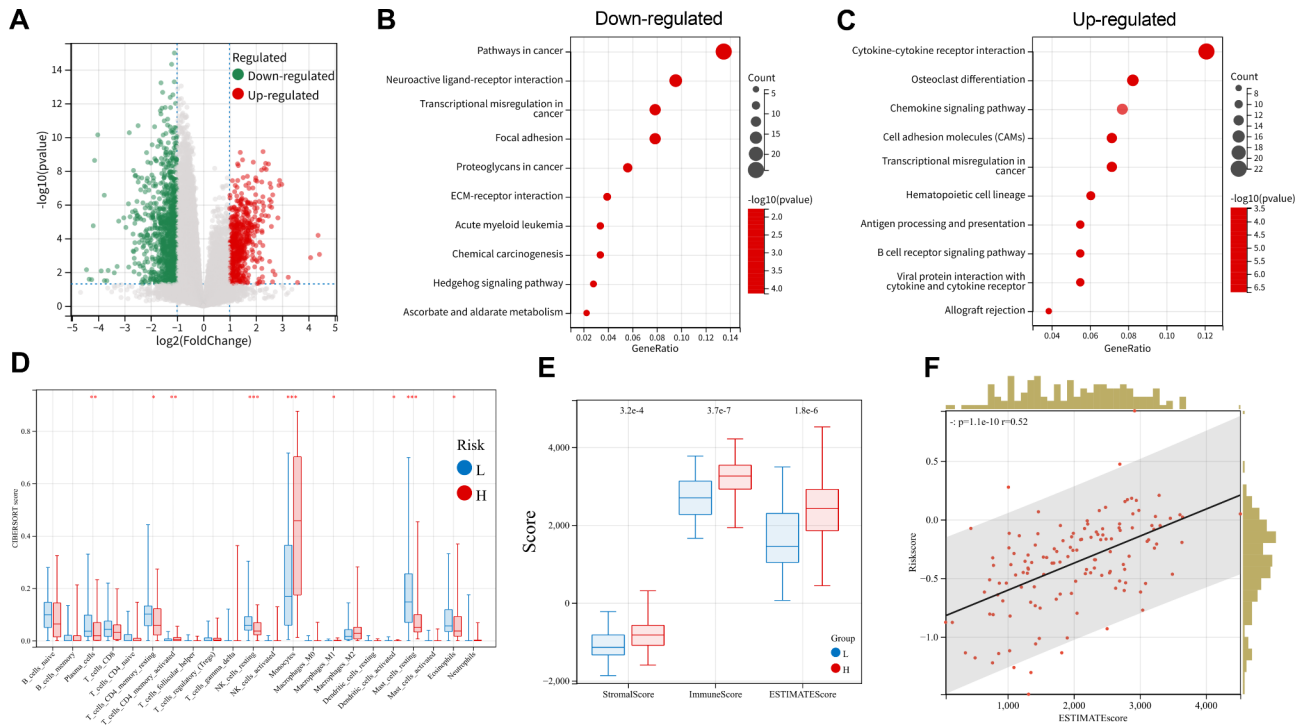 A
Regulated
Down-regulated
Up-regulated
-log10(pvalue)
14
12
10
8
6
4
2
0
-5 -4 -3 -2 -1 0 1 2 3 4 5
log2(FoldChange)
B
Down-regulated
Pathways in cancer
Neuroactive ligand-receptor interaction
Transcriptional misregulation in
cancer
Focal adhesion
Proteoglycans in cancer
ECM-receptor interaction
Acute myeloid leukemia
Chemical carcinogenesis
Hedgehog signaling pathway
Ascorbate and aldarate metabolism
0.02 0.04 0.06 0.08 0.10 0.12 0.14
GeneRatio
Count
5
8
12
16
20
24
-log10(pvalue)
2.0
2.5
3.0
3.5
4.0
C
Up-regulated
Cytokine-cytokine receptor interaction
Osteoclast differentiation
Chemokine signaling pathway
Cell adhesion molecules (CAMs)
Transcriptional misregulation in
cancer
Hematopoietic cell lineage
Antigen processing and presentation
B cell receptor signaling pathway
Viral protein interaction with
cytokine and cytokine receptor
Allograft rejection
0.04 0.06 0.08 0.10 0.12
GeneRatio
Count
8
10
12
14
16
18
20
22
-log10(pvalue)
3.5
4.0
4.5
5.0
5.5
6.0
6.5
D
** * ** *** *** * * *** *
CIBERSORT score
0.8
0.6
0.4
0.2
0.0
Risk
L
H
B_cells_naive
B_cells_memory
Plasma_cells
T_cells_CD8
T_cells_CD4_naive
T_cells_CD4_memory_resting
T_cells_CD4_memory_activated
T_cells_follicular_helper
T_cells_regulatory_(Tregs)
T_cells_gamma_delta
NK_cells_resting
NK_cells_activated
Monocytes
Macrophages_M0
Macrophages_M1
Macrophages_M2
Dendritic_cells_resting
Dendritic_cells_activated
Mast_cells_resting
Mast_cells_activated
Eosinophils
Neutrophils
E
3.2e-4 3.7e-7 1.8e-6
Score
4,000
2,000
0
-2,000
Group
L
H
StromalScore ImmuneScore ESTIMATEScore
F
-: p=1.1e-10 r=0.52
Riskscore
0.5
0.0
-0.5
-1.0
1,000 2,000 3,000 4,000
ESTIMATEscore